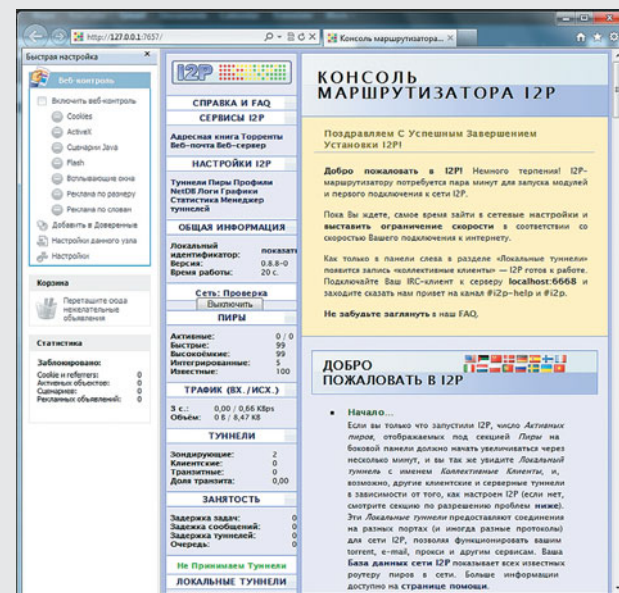 http://127.0.0.1:7657/
Консоль маршрутизатора...
Быстрая настройка
Веб-контроль
Включить веб-контроль
Cookies
ActiveX
Сценарии Java
Flash
Всплывающие окна
Реклама по размеру
Реклама по словам
Добавить в Доверенные
Настройки данного узла
Настройки
Корзина
Перетащите сюда
нежелательные
объявления
Статистика
Заблокировано:
Cookie и referrers: 0
Активных объектов: 0
Сценариев: 0
Рекламных объявлений: 0
I2P
СПРАВКА И FAQ
СЕРВИСЫ I2P
Адресная книга Торренты
Веб-почта Веб-сервер
НАСТРОЙКИ I2P
Туннели Пиры Профили
NetDB Логи Графики
Статистика Менеджер
туннелей
ОБЩАЯ ИНФОРМАЦИЯ
Локальный
идентификатор: показать
Версия: 0.8.8-0
Время работы: 20 с.
Сеть: Проверка
Выключить
ПИРЫ
Активные: 0 / 0
Быстрые: 99
Высокоёмкие: 99
Интегрированные: 5
Известные: 100
ТРАФИК (ВХ./ИСХ.)
3 с.: 0,00 / 0,66 KBps
Объём: 0 б / 8,47 KB
ТУННЕЛИ
Зондирующие: 2
Клиентские: 0
Транзитные: 0
Доля транзита: 0,00
ЗАНЯТОСТЬ
Задержка задач: 0
Задежка сообщений: 0
Задержка туннелей: 0
Очередь: 0
Не Принимаем Туннели
ЛОКАЛЬНЫЕ ТУННЕЛИ
КОНСОЛЬ
МАРШРУТИЗАТОРА I2P
Поздравляем С Успешным Завершением
Установки I2P!
Добро пожаловать в I2P! Немного терпения! I2P-
маршрутизатору потребуется пара минут для запуска модулей
и первого подключения к сети I2P.
Пока Вы ждете, самое время зайти в сетевые настройки и
выставить ограничение скорости в соответствии со
скоростью Вашего подключения к интернету.
Как только в панели слева в разделе «Локальные туннели»
появится запись «коллективные клиенты» — I2P готов к работе.
Подключайте Ваш IRC-клиент к серверу localhost:6668 и
заходите сказать нам привет на канал #i2p-help и #i2p.
Не забудьте заглянуть в наш FAQ.
ДОБРО
ПОЖАЛОВАТЬ В I2P
Начало...
Если вы только что запустили I2P, число Активных
пиров, отображаемых под секцией Пиры на
боковой панели должно начать увеличиваться через
несколько минут, и вы так же увидите Локальный
туннель с именем Коллективные Клиенты, и,
возможно, другие клиентские и серверные туннели
в зависимости от того, как настроен I2P (если нет,
смотрите секцию по разрешению проблем ниже).
Эти Локальные туннели предоставляют соединения
на разных портах (и иногда разные протоколы)
для сети I2P, позволяя функционировать вашим
torrent, e-mail, прокси и другим сервисам. Ваша
База данных сети I2P показывает всех известных
роутеру пиров в сети. Больше информации
доступно на странице помощи.